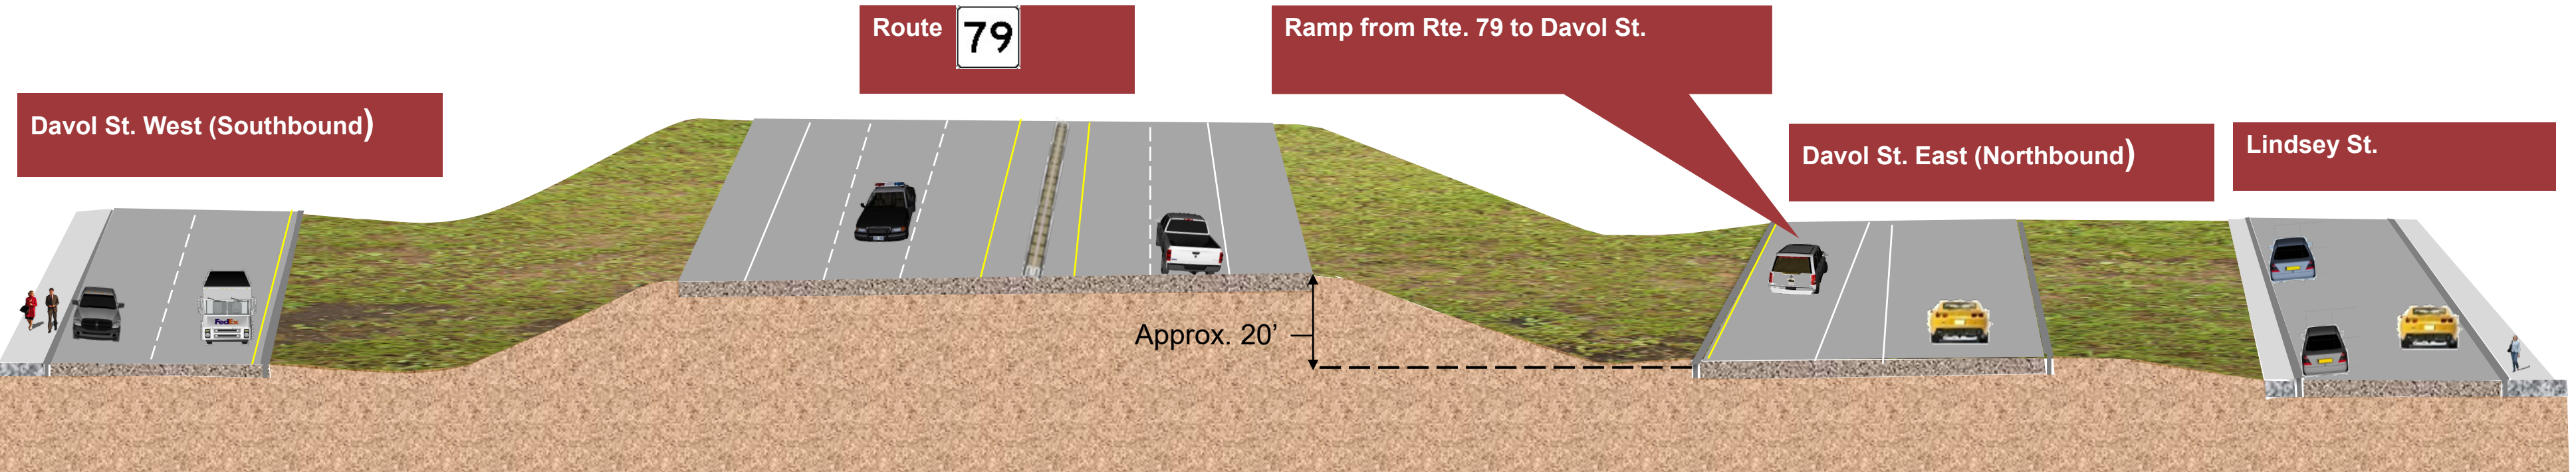 Route 79
Ramp from Rte. 79 to Davol St.
Davol St. West (Southbound)
Davol St. East (Northbound)
Lindsey St.
FedEx
Approx. 20’